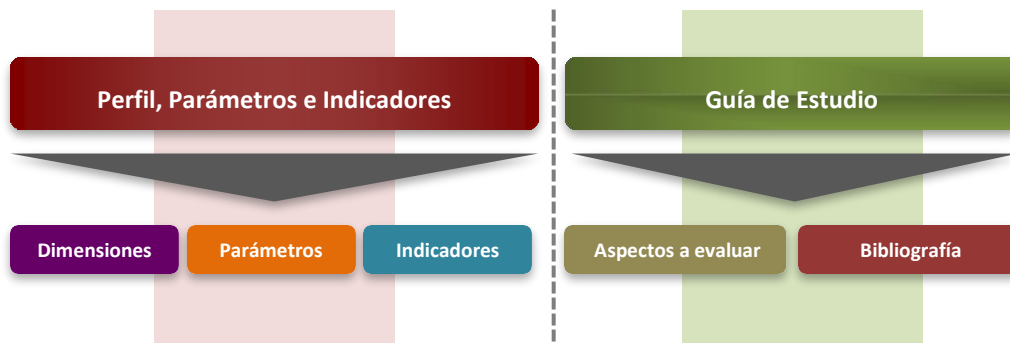 Perfil, Parámetros e Indicadores
Guía de Estudio
Dimensiones
Parámetros
Indicadores
Aspectos a evaluar
Bibliografía